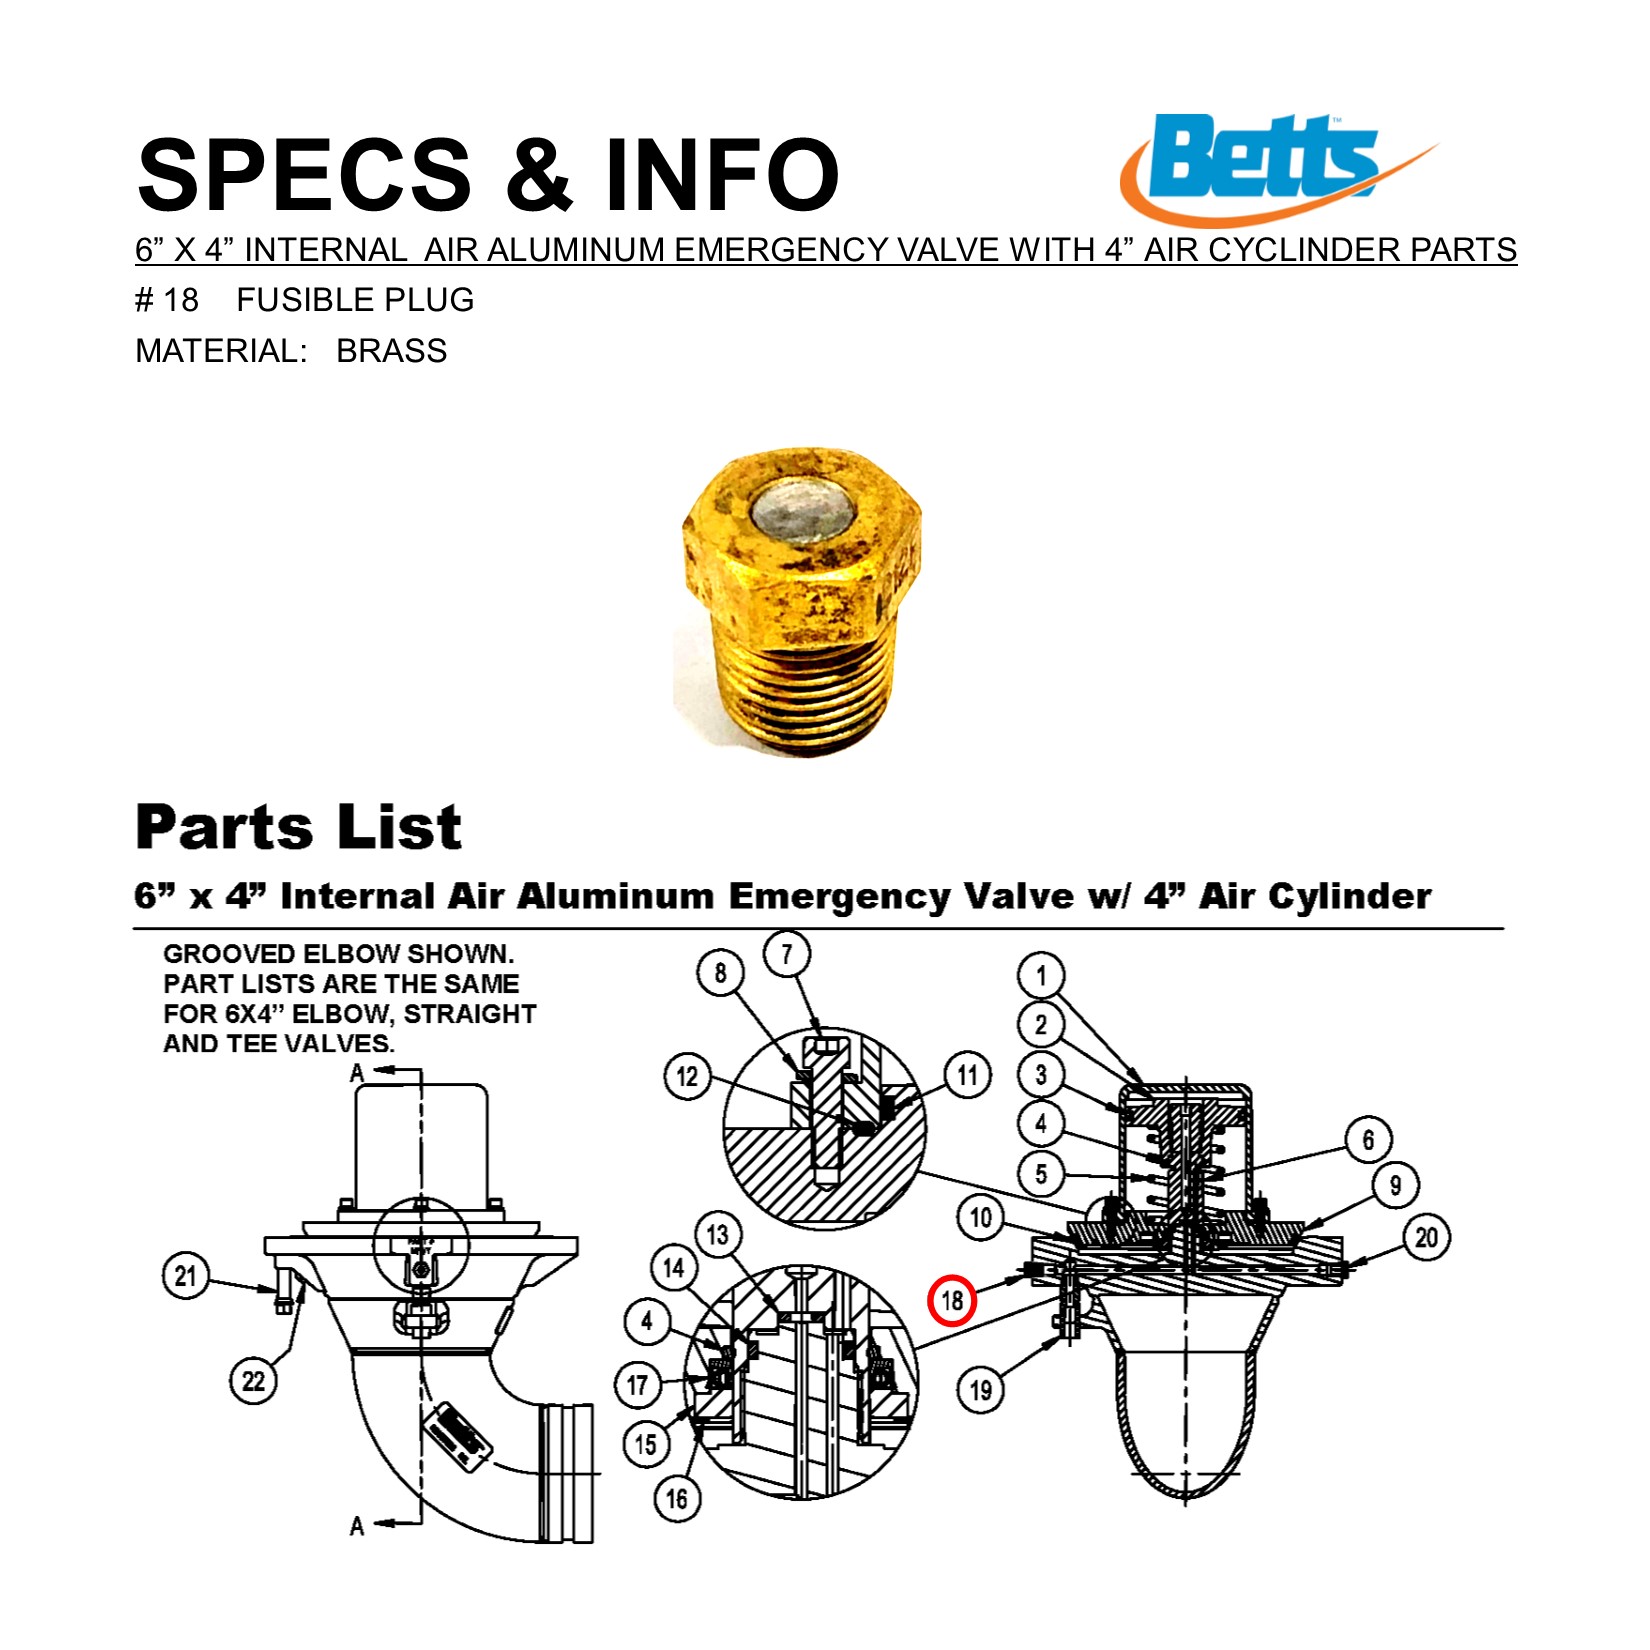 SPECS & INFO
Betts™
6” X 4” INTERNAL AIR ALUMINUM EMERGENCY VALVE WITH 4” AIR CYCLINDER PARTS
# 18 FUSIBLE PLUG
MATERIAL: BRASS
Parts List
6” x 4” Internal Air Aluminum Emergency Valve w/ 4” Air Cylinder
GROOVED ELBOW SHOWN.
PART LISTS ARE THE SAME
FOR 6X4” ELBOW, STRAIGHT
AND TEE VALVES.
A
21
22
A
7
8
12
11
13
14
4
17
15
16
1
2
3
4
5
6
9
10
20
18
19